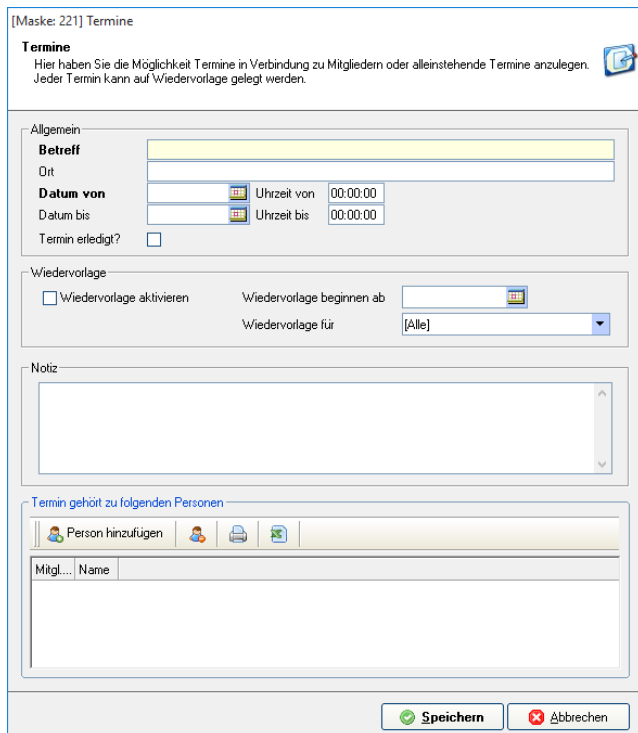 [Maske: 221] Termine
Termine
Hier haben Sie die Möglichkeit Termine in Verbindung zu Mitgliedern oder alleinstehende Termine anzulegen.
Jeder Termin kann auf Wiedervorlage gelegt werden.
Allgemein
Betreff
Ort
Datum von Uhrzeit von 00:00:00
Datum bis Uhrzeit bis 00:00:00
Termin erledigt?
Wiedervorlage
Wiedervorlage aktivieren Wiedervorlage beginnen ab
Wiedervorlage für [Alle]
Notiz
Termin gehört zu folgenden Personen
Person hinzufügen
Mitgl.... Name
Speichern Abbrechen